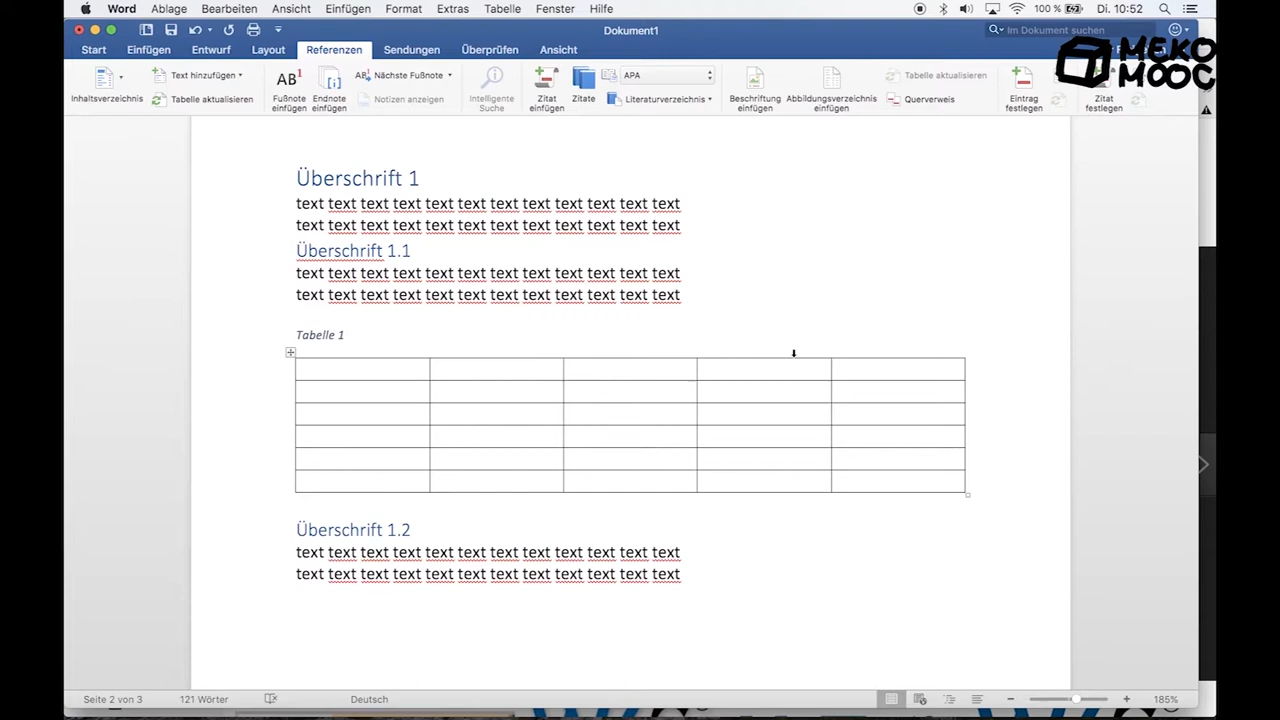 Word Ablage Bearbeiten Ansicht Einfügen Format Extras Tabelle Fenster Hilfe 100 % Di. 10:52
Dokument1 Im Dokument suchen
Start Einfügen Entwurf Layout Referenzen Sendungen Überprüfen Ansicht
MEKO
MOOC
Inhaltsverzeichnis
Text hinzufügen
Tabelle aktualisieren
AB1
Fußnote
einfügen
Endnote
einfügen
AB1 Nächste Fußnote
Notizen anzeigen
Intelligente
Suche
Zitat
einfügen
Zitate
APA
Literaturverzeichnis
Beschriftung
einfügen
Abbildungsverzeichnis
einfügen
Tabelle aktualisieren
Querverweis
Eintrag
festlegen
Zitat
festlegen
Überschrift 1
text text text text text text text text text text text text
text text text text text text text text text text text text
Überschrift 1.1
text text text text text text text text text text text text
text text text text text text text text text text text text
Tabelle 1
Überschrift 1.2
text text text text text text text text text text text text
text text text text text text text text text text text text
Seite 2 von 3 121 Wörter Deutsch 185%